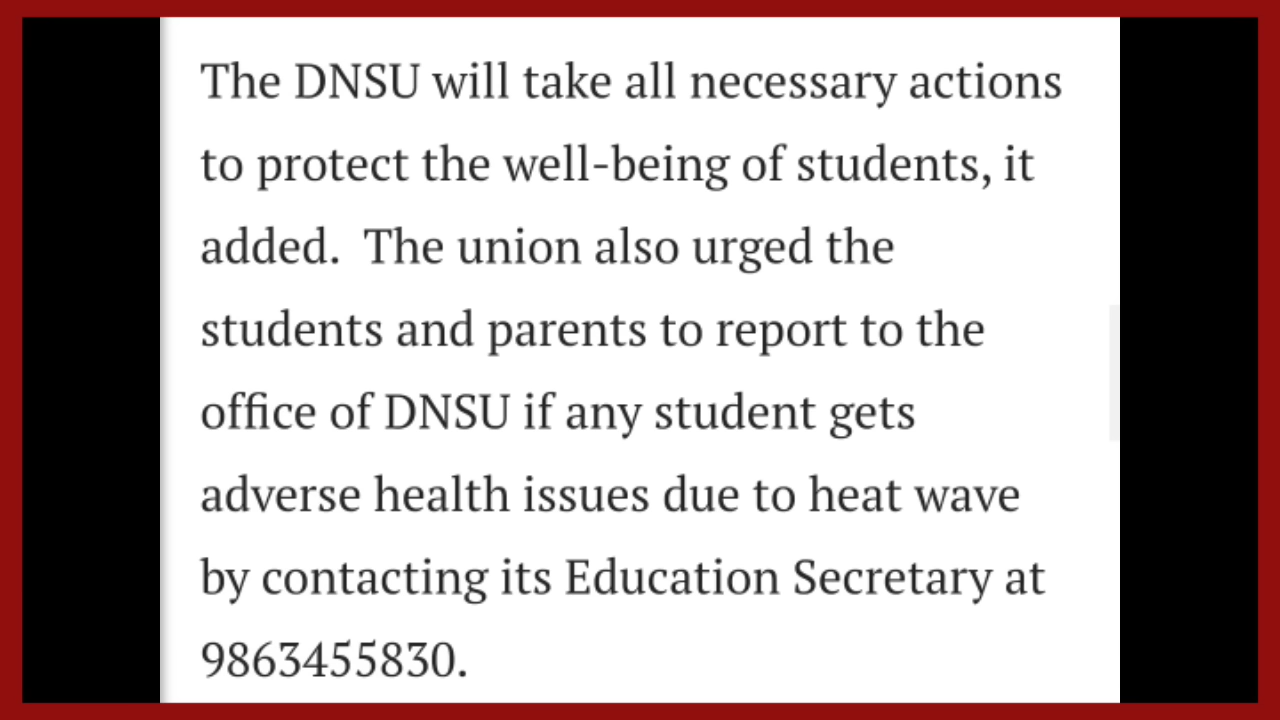 The DNSU will take all necessary actions
to protect the well-being of students, it
added.  The union also urged the
students and parents to report to the
office of DNSU if any student gets
adverse health issues due to heat wave
by contacting its Education Secretary at
9863455830.